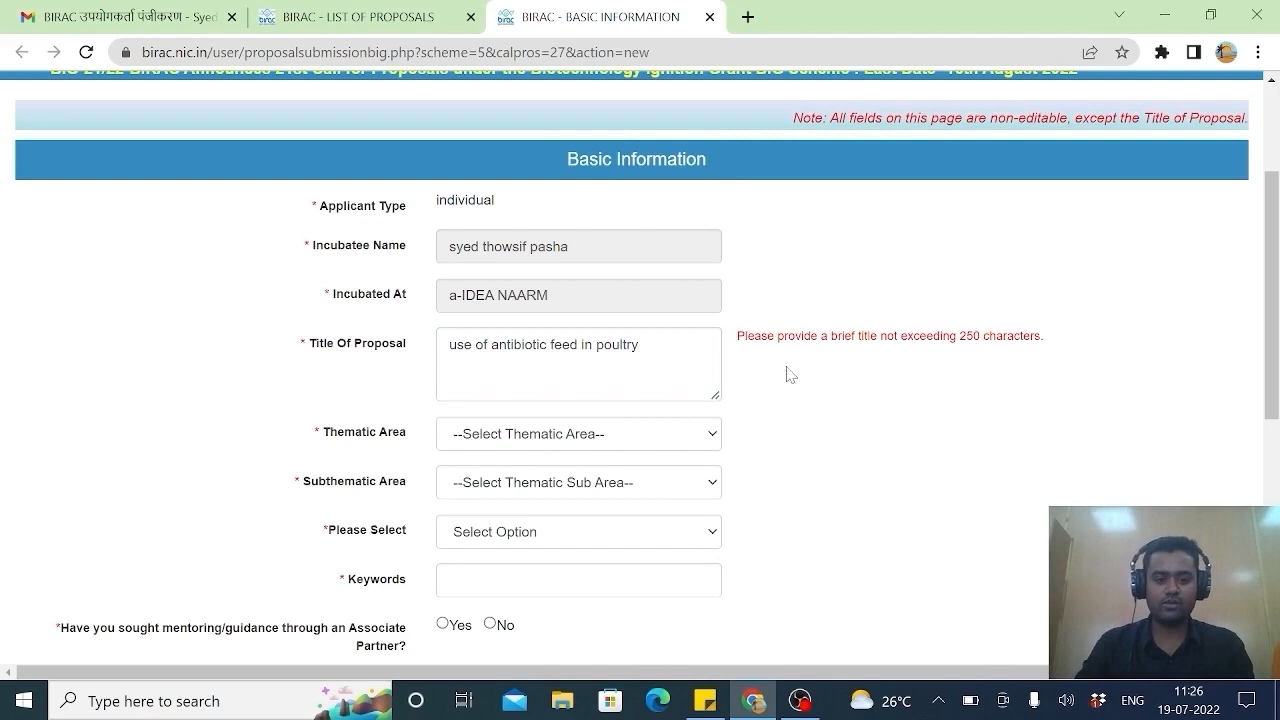 BIRAC उपयोगकर्ता पंजीकरण - Syed
BIRAC - LIST OF PROPOSALS
BIRAC - BASIC INFORMATION
birac.nic.in/user/proposalsubmissionbig.php?scheme=5&calpros=27&action=new
Note: All fields on this page are non-editable, except the Title of Proposal.
Basic Information
* Applicant Type individual
* Incubatee Name syed thowsif pasha
* Incubated At a-IDEA NAARM
* Title Of Proposal use of antibiotic feed in poultry Please provide a brief title not exceeding 250 characters.
* Thematic Area --Select Thematic Area--
* Subthematic Area --Select Thematic Sub Area--
*Please Select Select Option
* Keywords
*Have you sought mentoring/guidance through an Associate
Partner? Yes No
Type here to search
26°C
ENG
11:26
19-07-2022